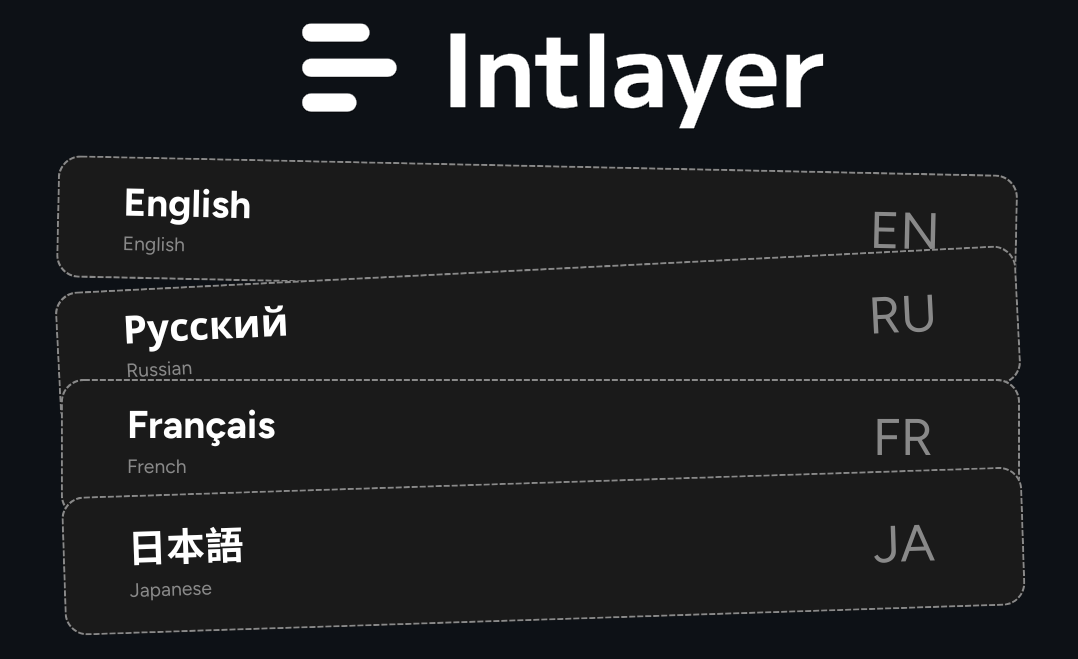 Intlayer
English
English
EN
Русский
Russian
RU
Français
French
FR
日本語
Japanese
JA